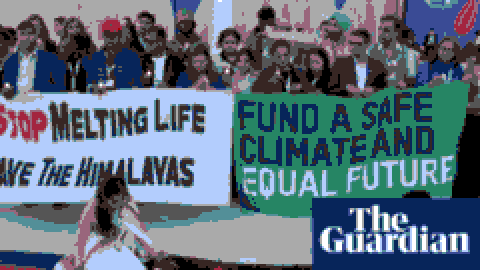 STOP MELTING LIFE
AVE THE HIMALAYAS
FUND A SAFE
CLIMATE AND
EQUAL FUTURE
The
Guardian